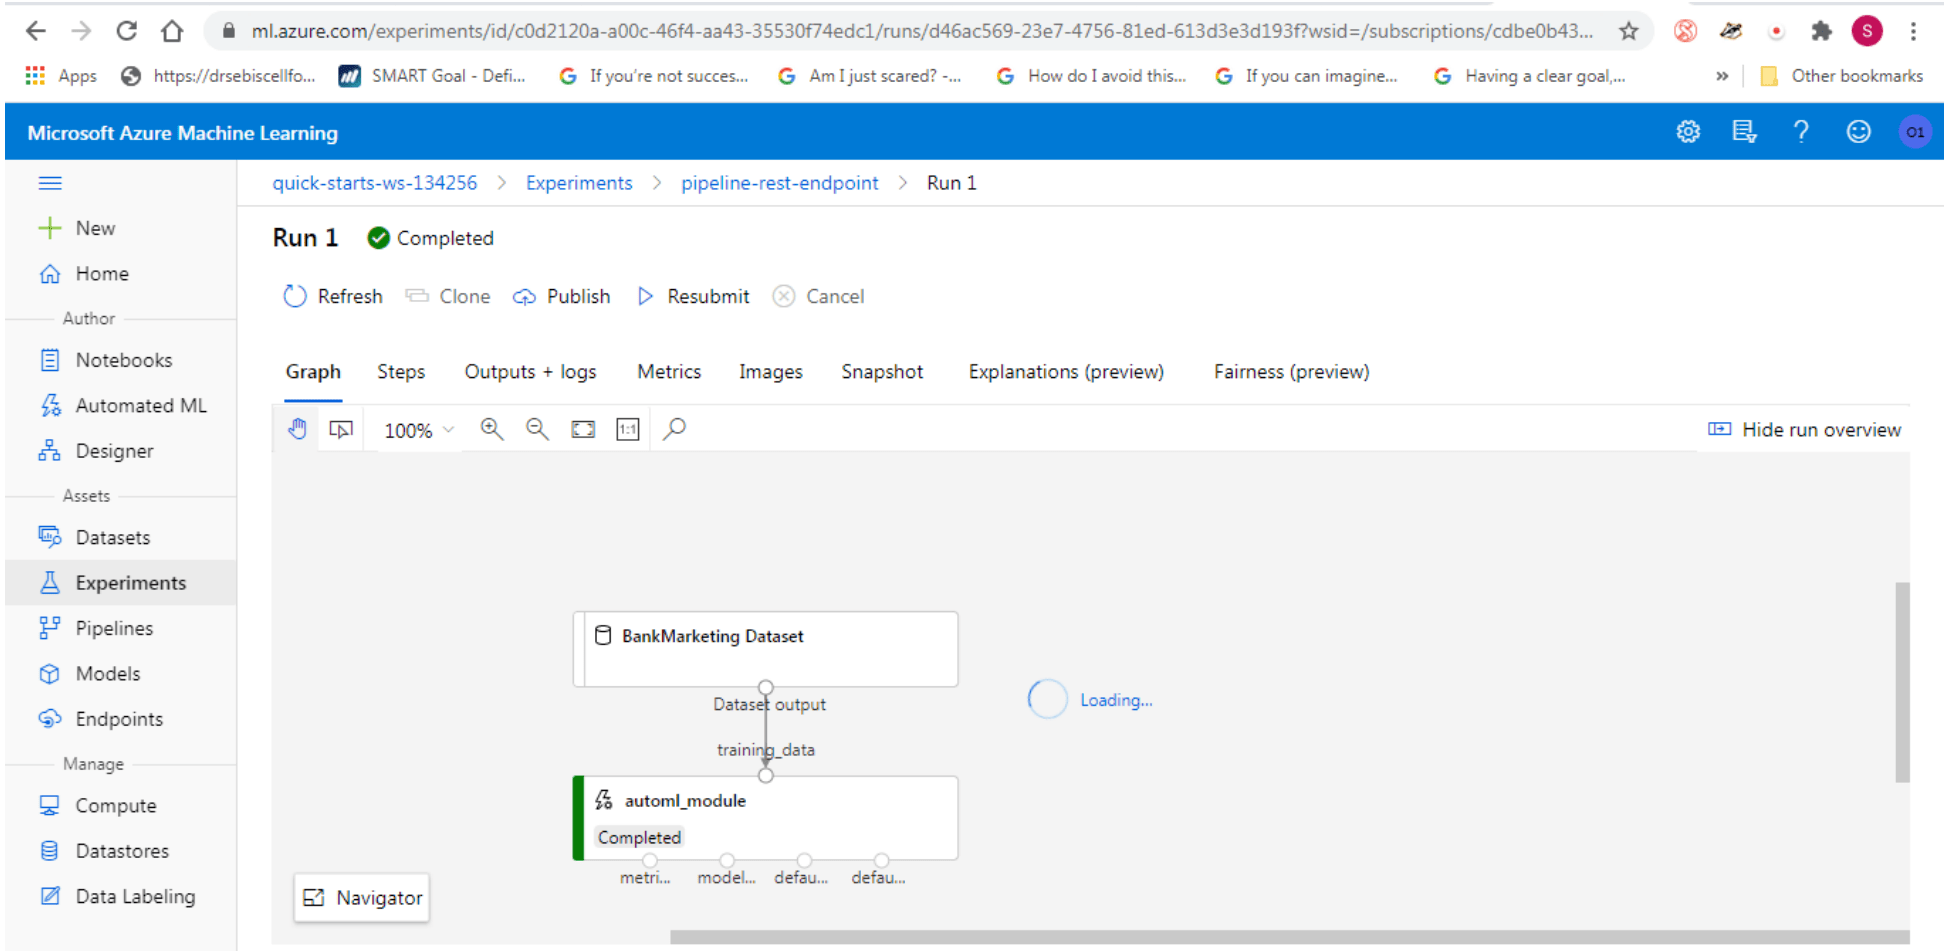 ml.azure.com/experiments/id/c0d2120a-a00c-46f4-aa43-35530f74edc1/runs/d46ac569-23e7-4756-81ed-613d3e3d193f?wsid=/subscriptions/cdbe0b43... S
Apps https://drsebiscellfo... SMART Goal - Defi... If you're not succes... Am I just scared? -... How do I avoid this... If you can imagine... Having a clear goal,... » Other bookmarks
Microsoft Azure Machine Learning ? O1
quick-starts-ws-134256 > Experiments > pipeline-rest-endpoint > Run 1
New
Home
Author
Notebooks
Automated ML
Designer
Assets
Datasets
Experiments
Pipelines
Models
Endpoints
Manage
Compute
Datastores
Data Labeling
Run 1 Completed
Refresh Clone Publish Resubmit Cancel
Graph Steps Outputs + logs Metrics Images Snapshot Explanations (preview) Fairness (preview)
100% 1:1 Hide run overview
BankMarketing Dataset
Dataset output
Loading...
training_data
automl_module
Completed
metri... model... defau... defau...
Navigator